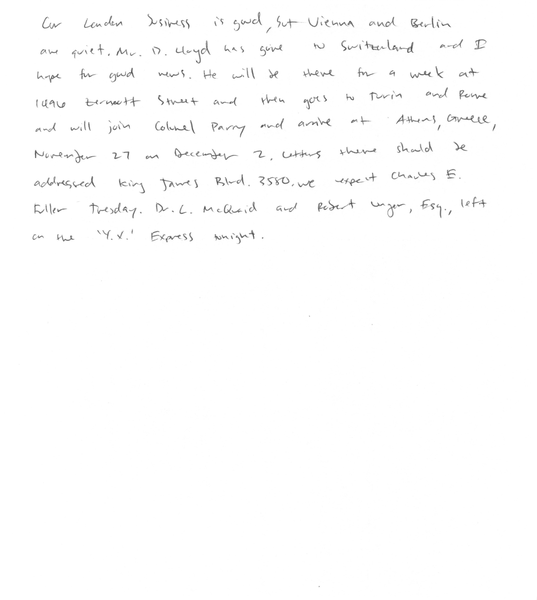 Our London business is good, but Vienna and Berlin
are quiet. Mr. D. Lloyd has gone to Switzerland and I
hope for good news. He will be there for a week at
1496 Zermott Street and then goes to Turin and Rome
and will join Colonel Parry and arrive at Athens, Greece,
November 27 or December 2. Letters there should be
addressed King James Blvd. 3580. We expect Charles E.
Fuller Tuesday. Dr. L. McQuaid and Robert Unger, Esq., left
on the 'Y.X.' Express tonight.